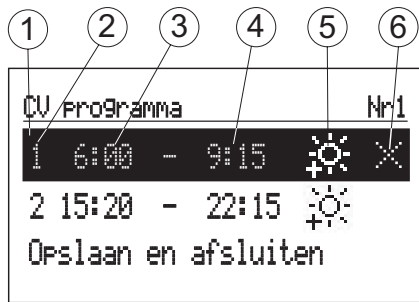 1 2 3 4 5 6
CV programma Nr1
1 6:00 - 9:15
2 15:20 - 22:15
Opslaan en afsluiten